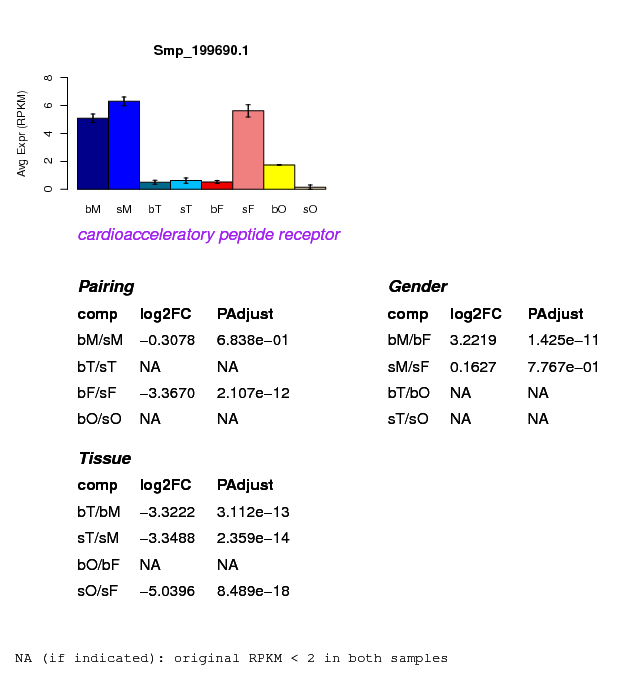 Smp_199690.1
Avg Expr (RPKM)
0 2 4 6 8
bM sM bT sT bF sF bO sO
cardioacceleratory peptide receptor
Pairing
comp log2FC PAdjust
bM/sM −0.3078 6.838e−01
bT/sT NA NA
bF/sF −3.3670 2.107e−12
bO/sO NA NA
Gender
comp log2FC PAdjust
bM/bF 3.2219 1.425e−11
sM/sF 0.1627 7.767e−01
bT/bO NA NA
sT/sO NA NA
Tissue
comp log2FC PAdjust
bT/bM −3.3222 3.112e−13
sT/sM −3.3488 2.359e−14
bO/bF NA NA
sO/sF −5.0396 8.489e−18
NA (if indicated): original RPKM < 2 in both samples